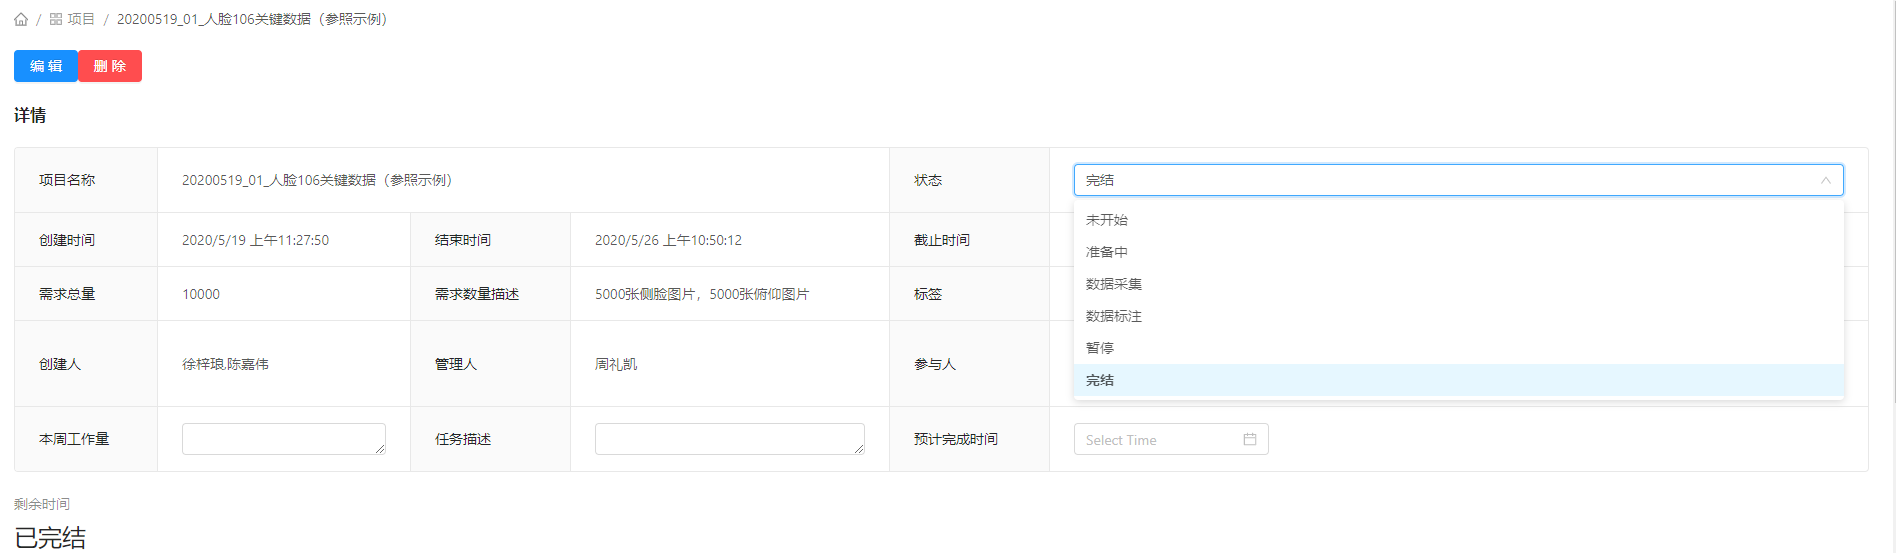 / 项目 / 20200519_01_人脸106关键数据（参照示例）
编 辑 删 除
详情
项目名称 20200519_01_人脸106关键数据（参照示例） 状态 完结
未开始
创建时间 2020/5/19 上午11:27:50 结束时间 2020/5/26 上午10:50:12 截止时间
准备中
数据采集
需求总量 10000 需求数量描述 5000张侧脸图片，5000张俯仰图片 标签
数据标注
暂停
创建人 徐梓琅,陈嘉伟 管理人 周礼凯 参与人
完结
本周工作量 任务描述 预计完成时间 Select Time
剩余时间
已完结